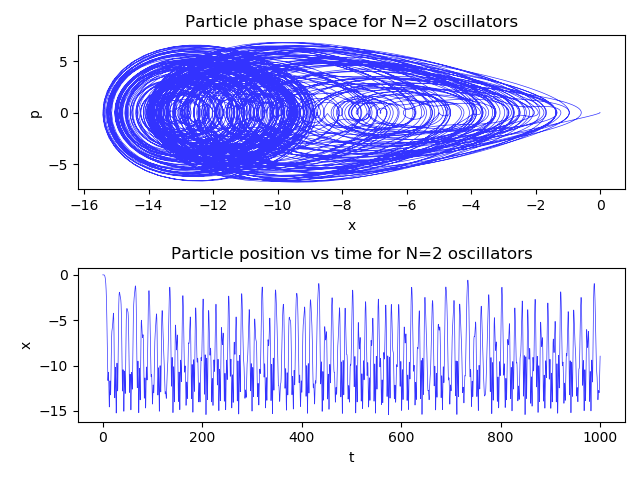 Particle phase space for N=2 oscillators
5
0
−5
p
−16 −14 −12 −10 −8 −6 −4 −2 0
x
Particle position vs time for N=2 oscillators
0
−5
−10
−15
x
0 200 400 600 800 1000
t